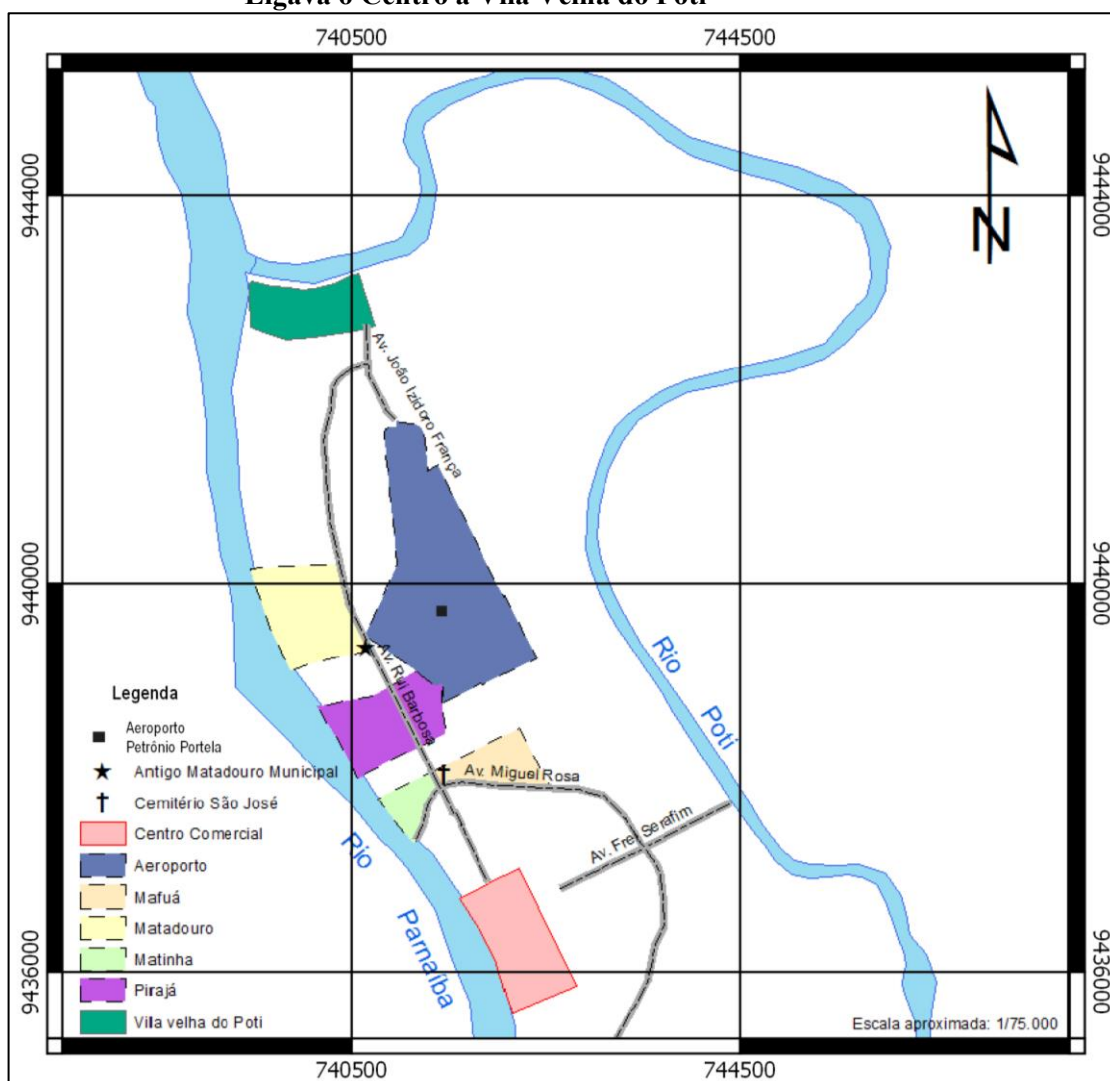 Ligava o Centro à Vila Velha do Poti
740500
744500
9444000
9444000
N
Av. João Izidoro França
9440000
9440000
Av. Rui Barbosa
Rio
Poti
Legenda
Aeroporto
Petrônio Portela
Antigo Matadouro Municipal
Cemitério São José
Centro Comercial
Aeroporto
Mafuá
Matadouro
Matinha
Pirajá
Vila velha do Poti
Av. Miguel Rosa
Av. Frei Serafim
Rio
Parnaíba
9436000
9436000
Escala aproximada: 1/75.000
740500
744500